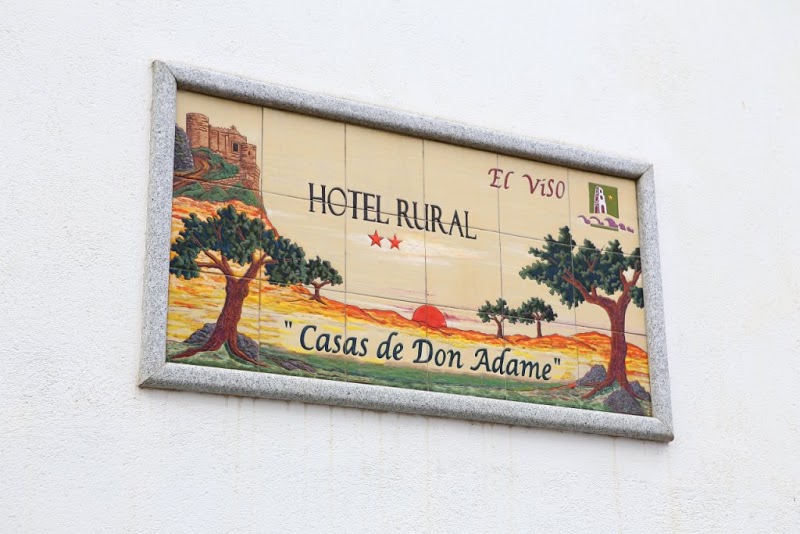 El Viso
HOTEL RURAL
"Casas de Don Adame"